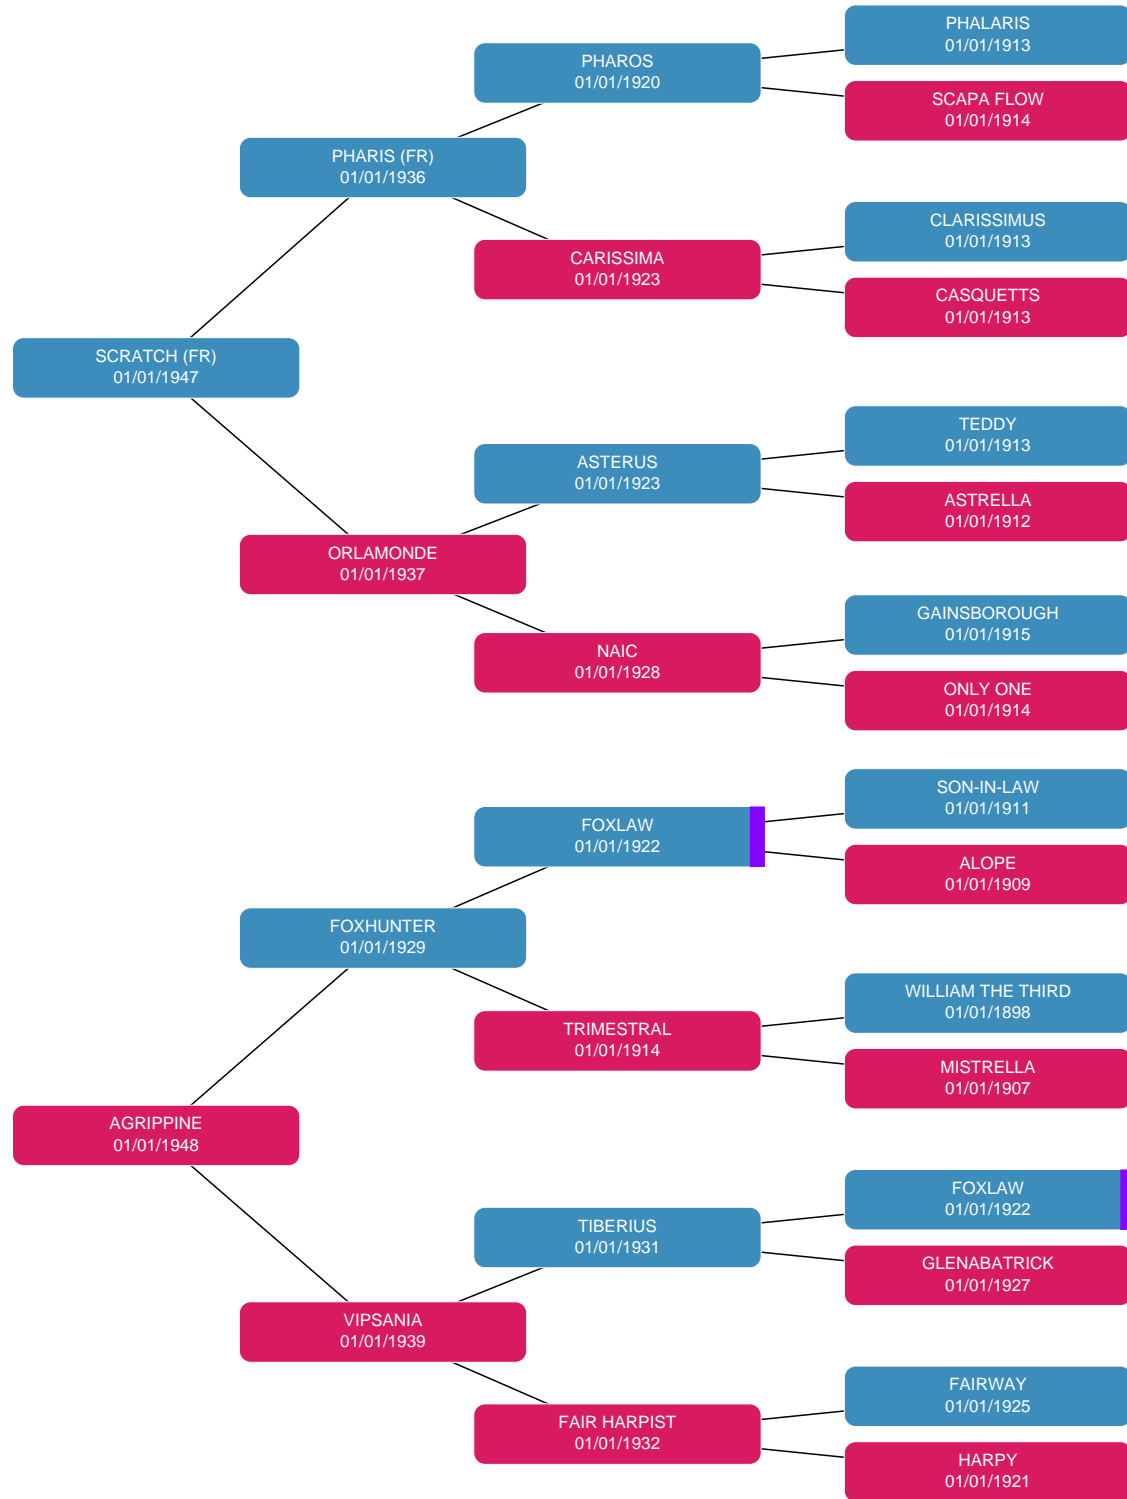 PHALARIS
01/01/1913
PHAROS
01/01/1920
SCAPA FLOW
01/01/1914
PHARIS (FR)
01/01/1936
CLARISSIMUS
01/01/1913
CARISSIMA
01/01/1923
CASQUETTS
01/01/1913
SCRATCH (FR)
01/01/1947
TEDDY
01/01/1913
ASTERUS
01/01/1923
ASTRELLA
01/01/1912
ORLAMONDE
01/01/1937
GAINSBOROUGH
01/01/1915
NAIC
01/01/1928
ONLY ONE
01/01/1914
SON-IN-LAW
01/01/1911
FOXLAW
01/01/1922
ALOPE
01/01/1909
FOXHUNTER
01/01/1929
WILLIAM THE THIRD
01/01/1898
TRIMESTRAL
01/01/1914
MISTRELLA
01/01/1907
AGRIPPINE
01/01/1948
FOXLAW
01/01/1922
TIBERIUS
01/01/1931
GLENABATRICK
01/01/1927
VIPSANIA
01/01/1939
FAIRWAY
01/01/1925
FAIR HARPIST
01/01/1932
HARPY
01/01/1921